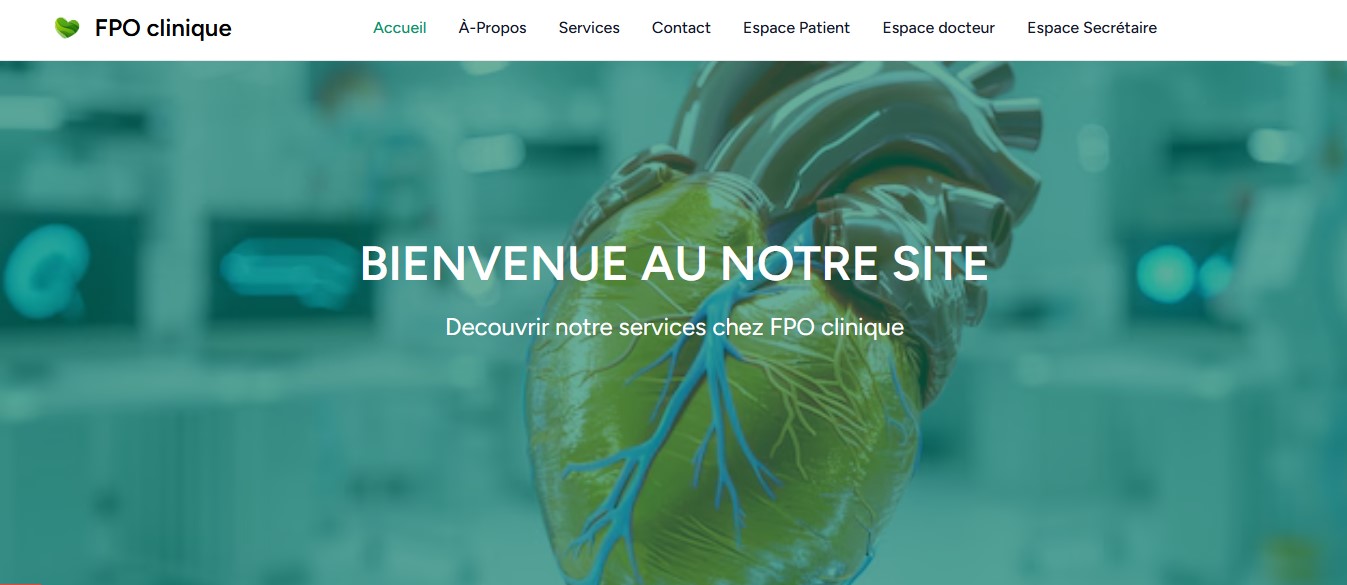 FPO clinique
Accueil À-Propos Services Contact Espace Patient Espace docteur Espace Secrétaire
BIENVENUE AU NOTRE SITE
Decouvrir notre services chez FPO clinique